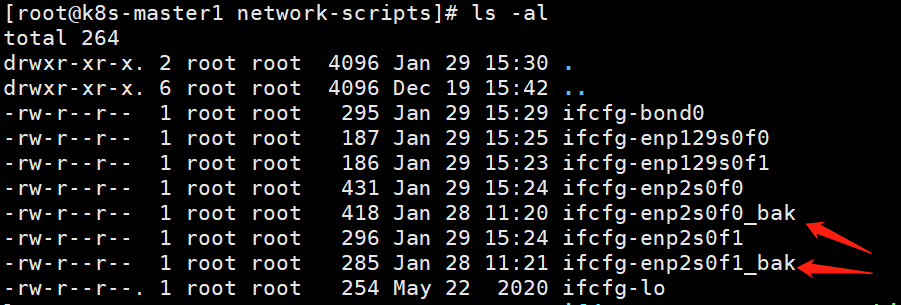 [root@k8s-master1 network-scripts]# ls -al
total 264
drwxr-xr-x. 2 root root  4096 Jan 29 15:30 .
drwxr-xr-x. 6 root root  4096 Dec 19 15:42 ..
-rw-r--r--  1 root root   295 Jan 29 15:29 ifcfg-bond0
-rw-r--r--  1 root root   187 Jan 29 15:25 ifcfg-enp129s0f0
-rw-r--r--  1 root root   186 Jan 29 15:23 ifcfg-enp129s0f1
-rw-r--r--  1 root root   431 Jan 29 15:24 ifcfg-enp2s0f0
-rw-r--r--  1 root root   418 Jan 28 11:20 ifcfg-enp2s0f0_bak
-rw-r--r--  1 root root   296 Jan 29 15:24 ifcfg-enp2s0f1
-rw-r--r--  1 root root   285 Jan 28 11:21 ifcfg-enp2s0f1_bak
-rw-r--r--. 1 root root   254 May 22  2020 ifcfg-lo